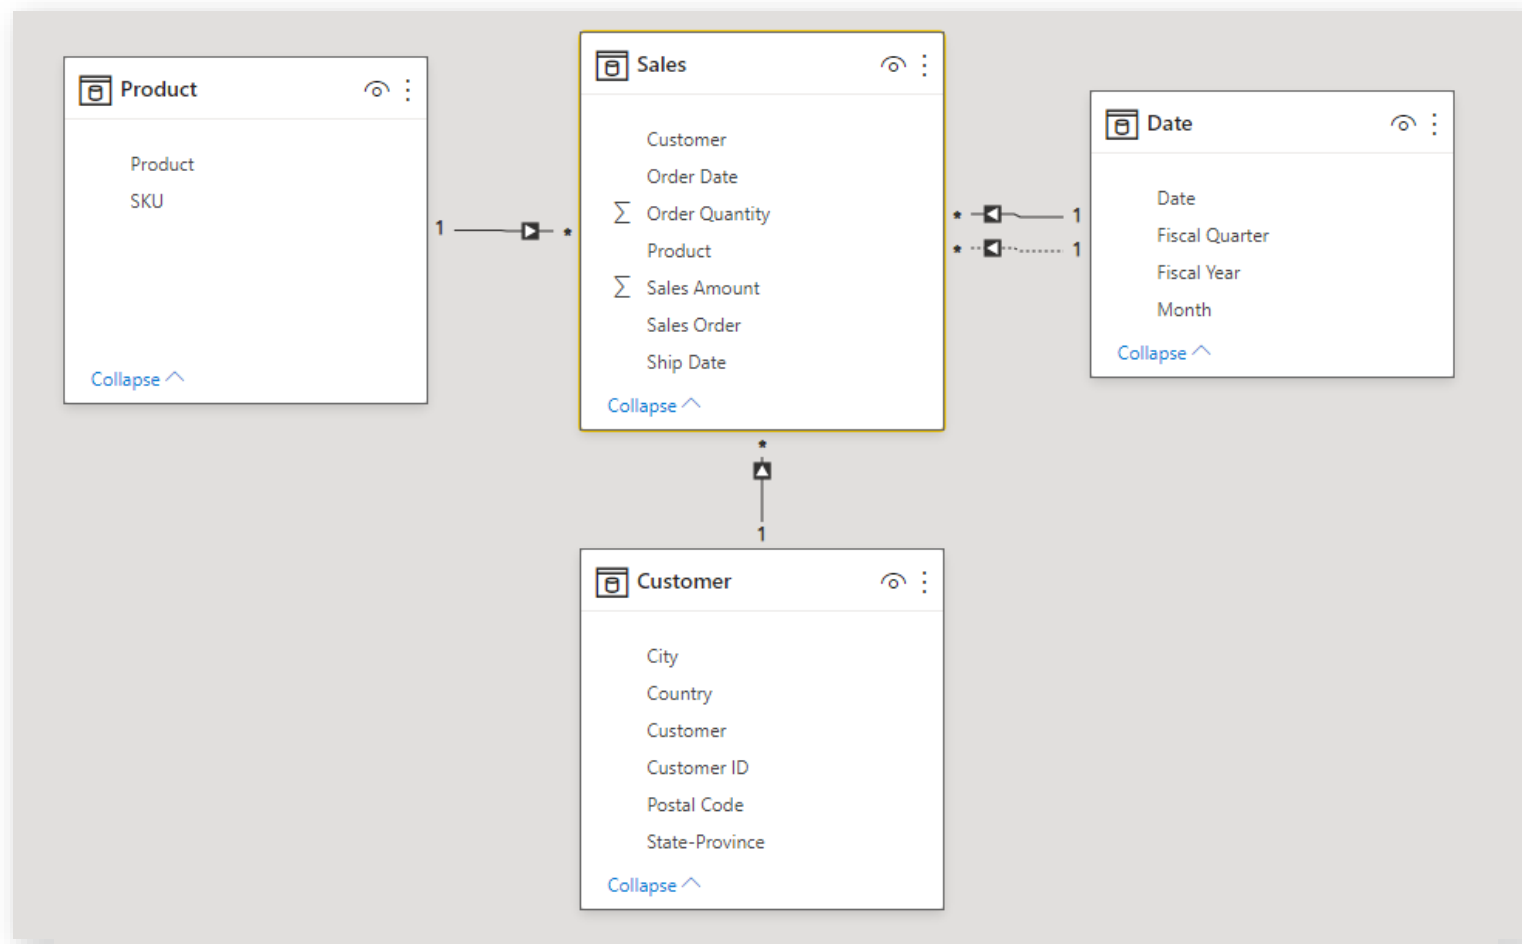 Product
Product
SKU
Collapse
1
*
Sales
Customer
Order Date
Σ Order Quantity
Product
Σ Sales Amount
Sales Order
Ship Date
Collapse
* 1
* 1
Date
Date
Fiscal Quarter
Fiscal Year
Month
Collapse
*
1
Customer
City
Country
Customer
Customer ID
Postal Code
State-Province
Collapse